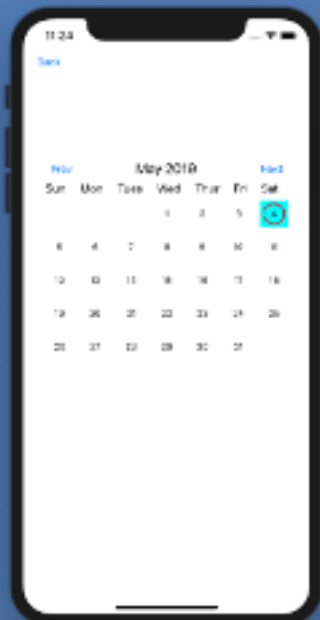 11:24
Back
Prev May 2019 Next
Sun Mon Tues Wed Thur Fri Sat
1 2 3 4
5 6 7 8 9 10 11
12 13 14 15 16 17 18
19 20 21 22 23 24 25
26 27 28 29 30 31